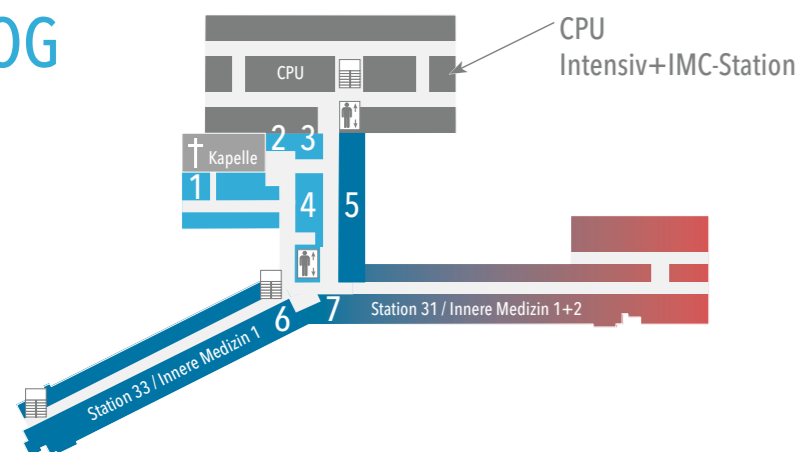 OG
CPU
Intensiv+IMC-Station
CPU
2
3
Kapelle
1
4
5
6
7
Station 31 / Innere Medizin 1+2
Station 33 / Innere Medizin 1